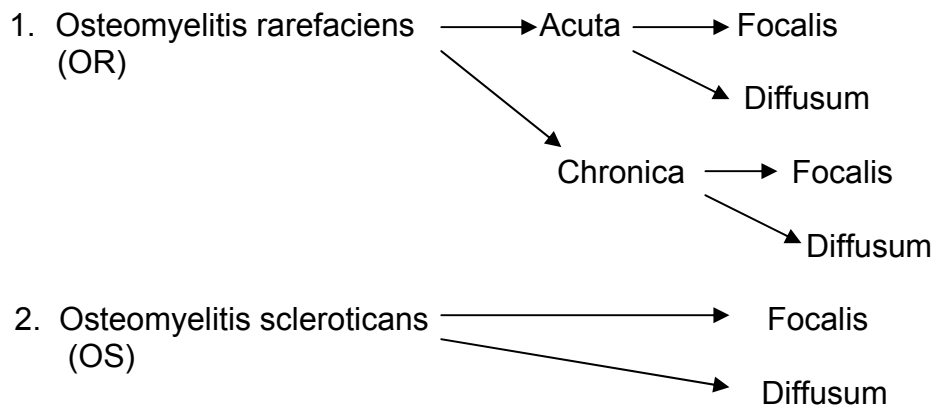 1. Osteomyelitis rarefaciens Acuta Focalis
(OR)
Diffusum
Chronica Focalis
Diffusum
2. Osteomyelitis scleroticans Focalis
(OS)
Diffusum